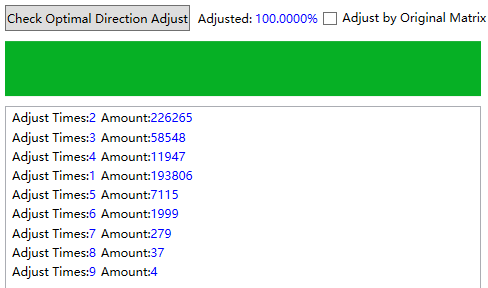 Check Optimal Direction Adjust Adjusted: 100.0000% Adjust by Original Matrix
Adjust Times:2 Amount:226265
Adjust Times:3 Amount:58548
Adjust Times:4 Amount:11947
Adjust Times:1 Amount:193806
Adjust Times:5 Amount:7115
Adjust Times:6 Amount:1999
Adjust Times:7 Amount:279
Adjust Times:8 Amount:37
Adjust Times:9 Amount:4